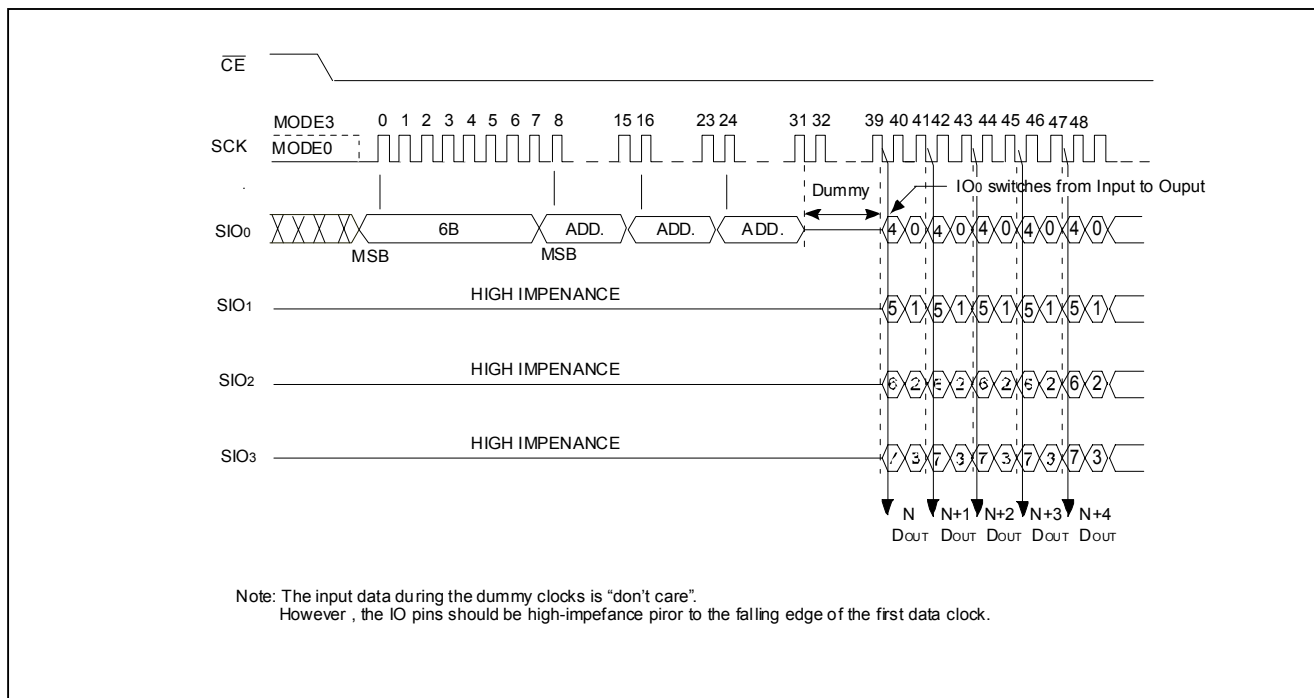 CE
MODE3
0 1 2 3 4 5 6 7 8 15 16 23 24 31 32 39 40 41 42 43 44 45 46 47 48
SCK
MODE0
Dummy
IO0 switches from Input to Ouput
SIO0
6B
ADD.
ADD.
ADD.
4 0 4 0 4 0 4 0 4 0
MSB
MSB
HIGH IMPENANCE
SIO1
5 1 5 1 5 1 5 1 5 1
HIGH IMPENANCE
SIO2
6 2 6 2 6 2 6 2 6 2
HIGH IMPENANCE
SIO3
7 3 7 3 7 3 7 3 7 3
N N+1 N+2 N+3 N+4
DOUT DOUT DOUT DOUT DOUT
Note: The input data during the dummy clocks is “don’t care”.
However , the IO pins should be high-impefance piror to the falling edge of the first data clock.